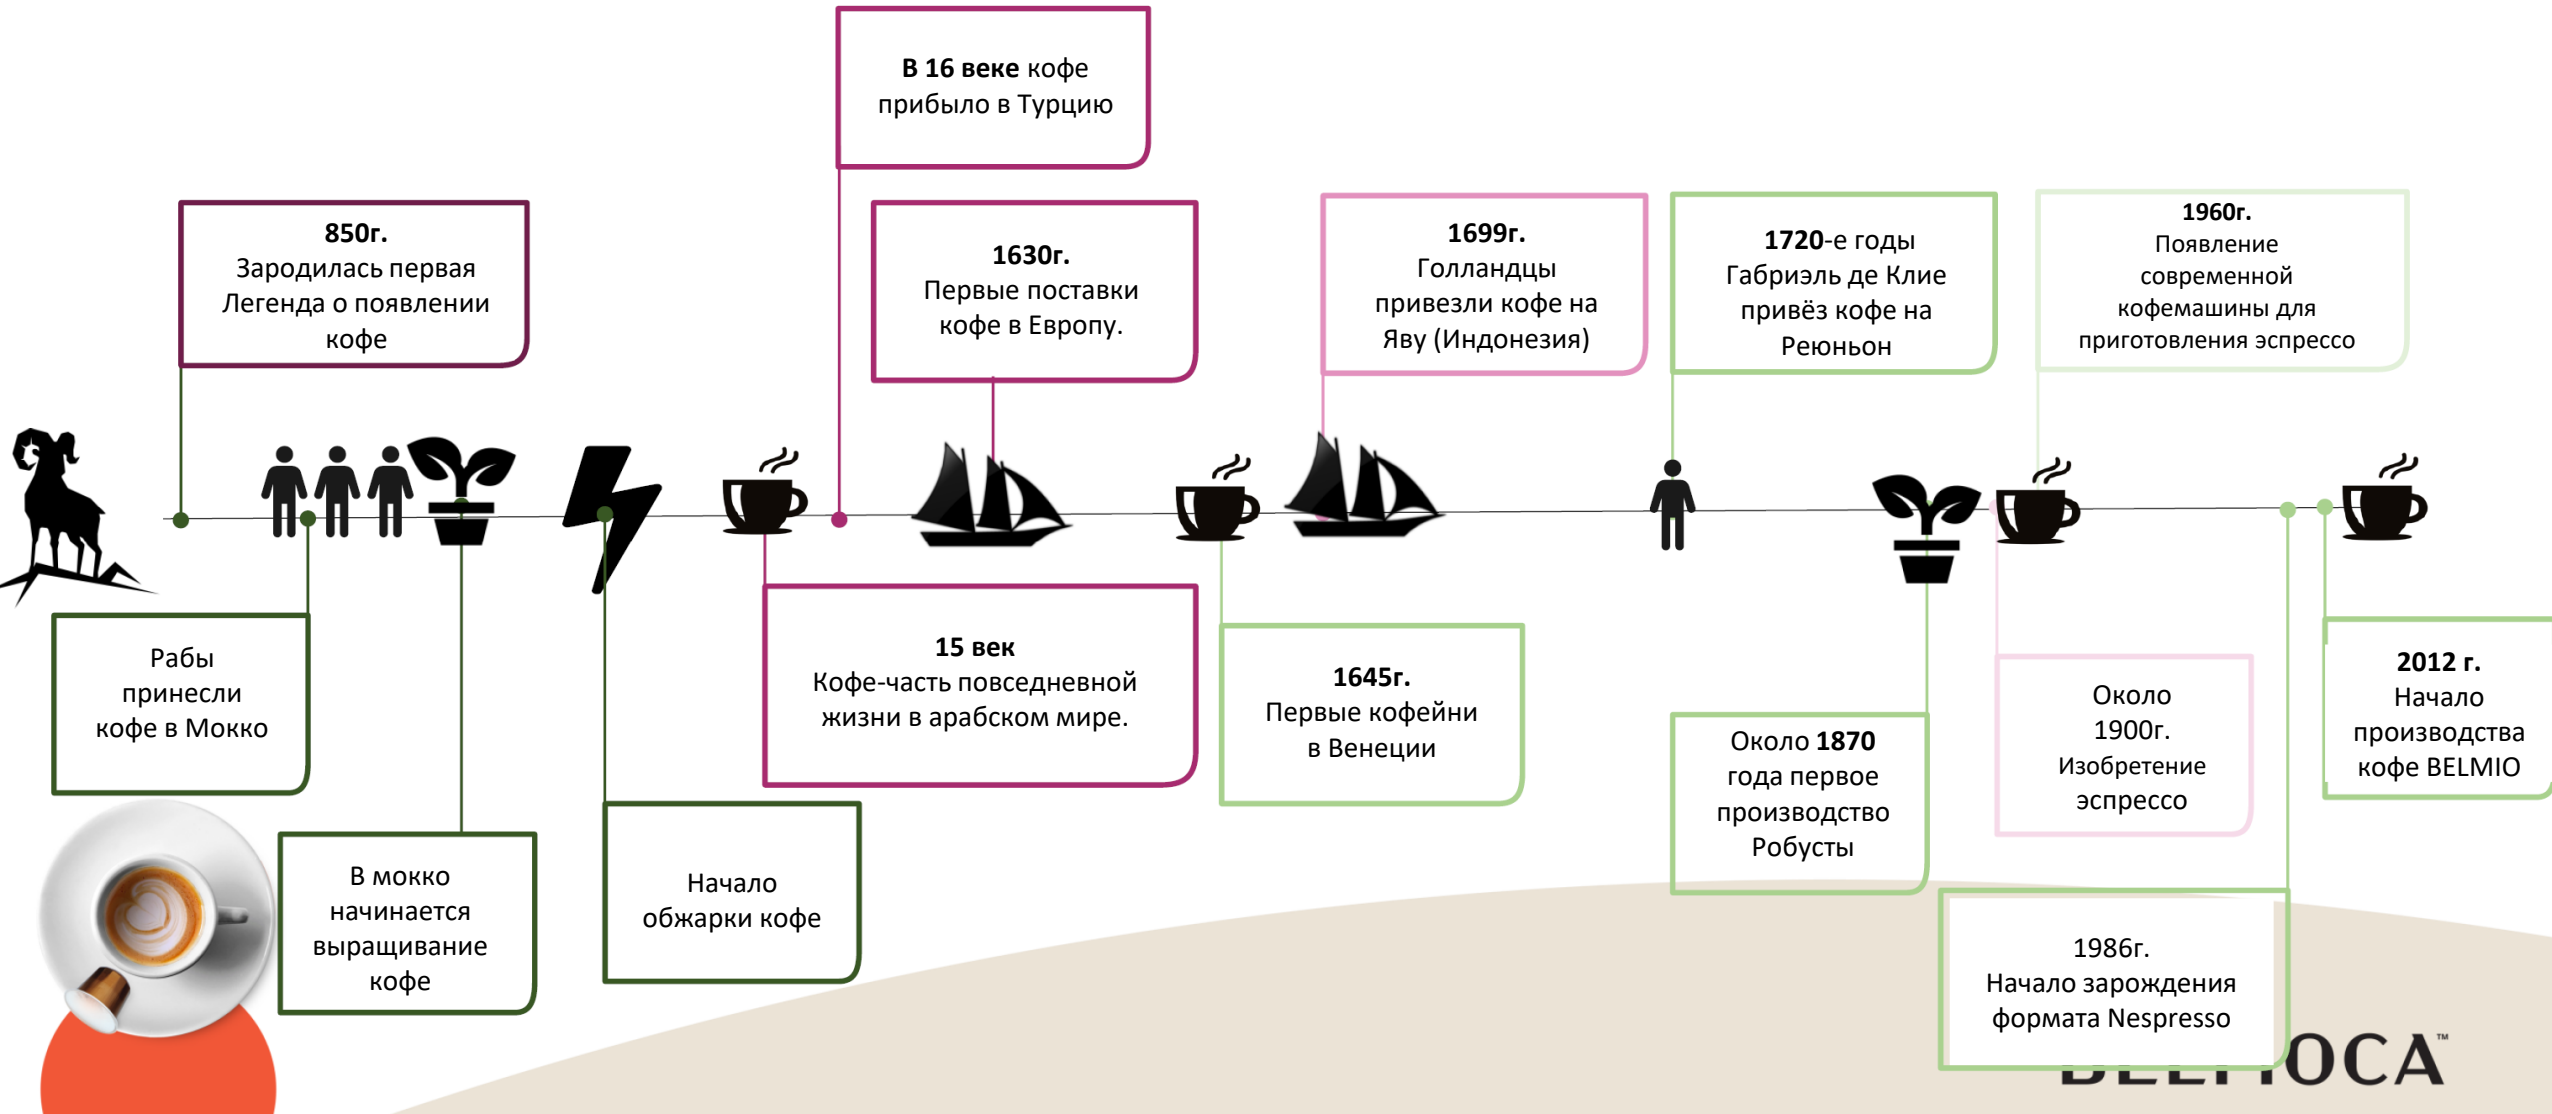 В 16 веке кофе
прибыло в Турцию
850г.
Зародилась первая
Легенда о появлении
кофе
1630г.
Первые поставки
кофе в Европу.
1699г.
Голландцы
привезли кофе на
Яву (Индонезия)
1720-е годы
Габриэль де Клие
привёз кофе на
Реюньон
1960г.
Появление
современной
кофемашины для
приготовления эспрессо
Рабы
принесли
кофе в Мокко
В мокко
начинается
выращивание
кофе
Начало
обжарки кофе
15 век
Кофе-часть повседневной
жизни в арабском мире.
1645г.
Первые кофейни
в Венеции
Около 1870
года первое
производство
Робусты
Около
1900г.
Изобретение
эспрессо
1986г.
Начало зарождения
формата Nespresso
2012 г.
Начало
производства
кофе BELMIO